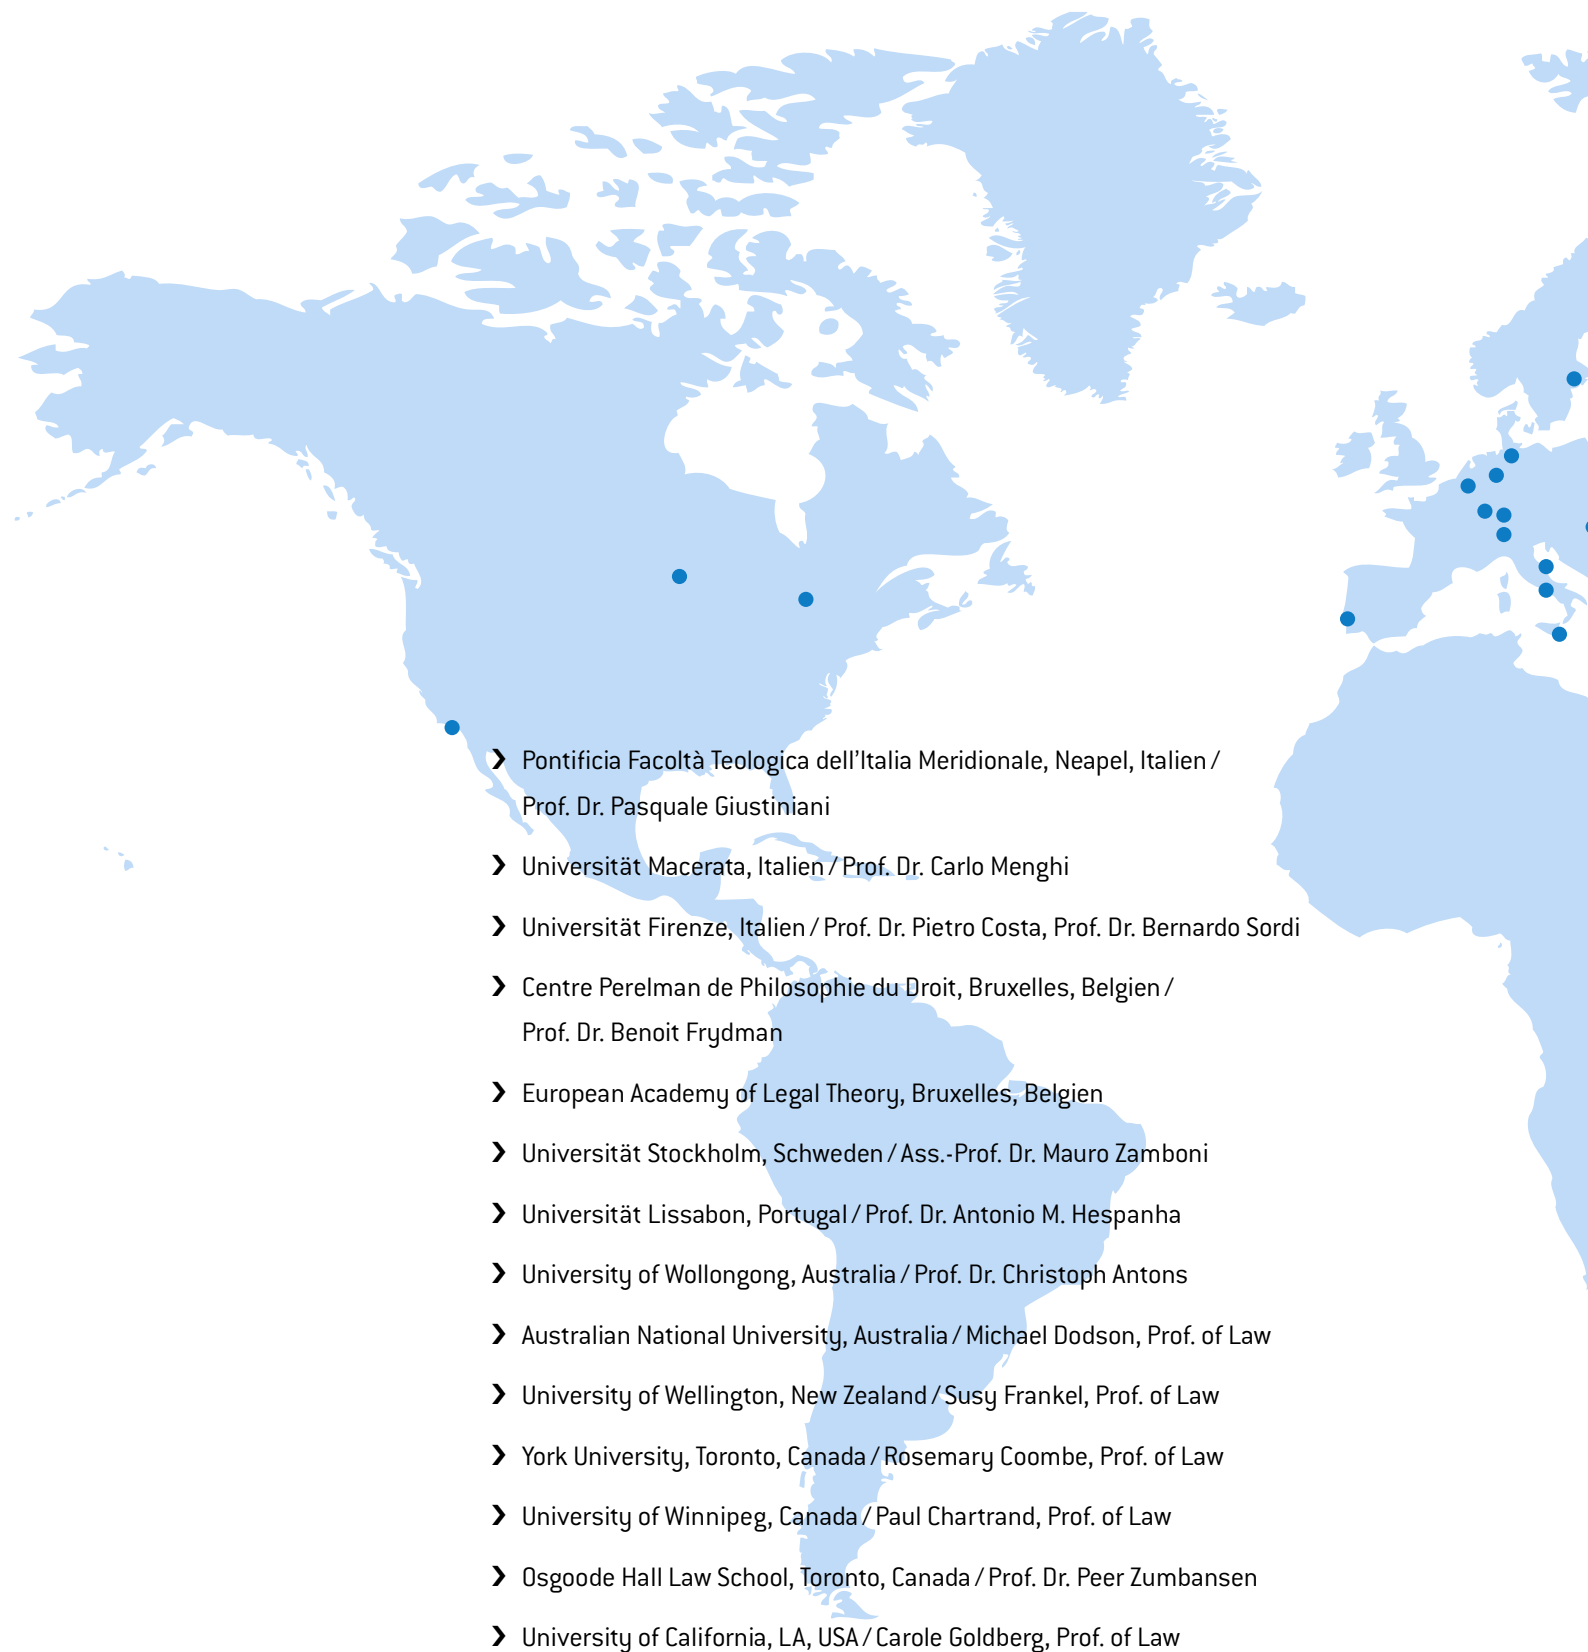 ❯ Pontificia Facoltà Teologica dell’Italia Meridionale, Neapel, Italien /
Prof. Dr. Pasquale Giustiniani
❯ Universität Macerata, Italien / Prof. Dr. Carlo Menghi
❯ Universität Firenze, Italien / Prof. Dr. Pietro Costa, Prof. Dr. Bernardo Sordi
❯ Centre Perelman de Philosophie du Droit, Bruxelles, Belgien /
Prof. Dr. Benoit Frydman
❯ European Academy of Legal Theory, Bruxelles, Belgien
❯ Universität Stockholm, Schweden / Ass.-Prof. Dr. Mauro Zamboni
❯ Universität Lissabon, Portugal / Prof. Dr. Antonio M. Hespanha
❯ University of Wollongong, Australia / Prof. Dr. Christoph Antons
❯ Australian National University, Australia / Michael Dodson, Prof. of Law
❯ University of Wellington, New Zealand / Susy Frankel, Prof. of Law
❯ York University, Toronto, Canada / Rosemary Coombe, Prof. of Law
❯ University of Winnipeg, Canada / Paul Chartrand, Prof. of Law
❯ Osgoode Hall Law School, Toronto, Canada / Prof. Dr. Peer Zumbansen
❯ University of California, LA, USA / Carole Goldberg, Prof. of Law